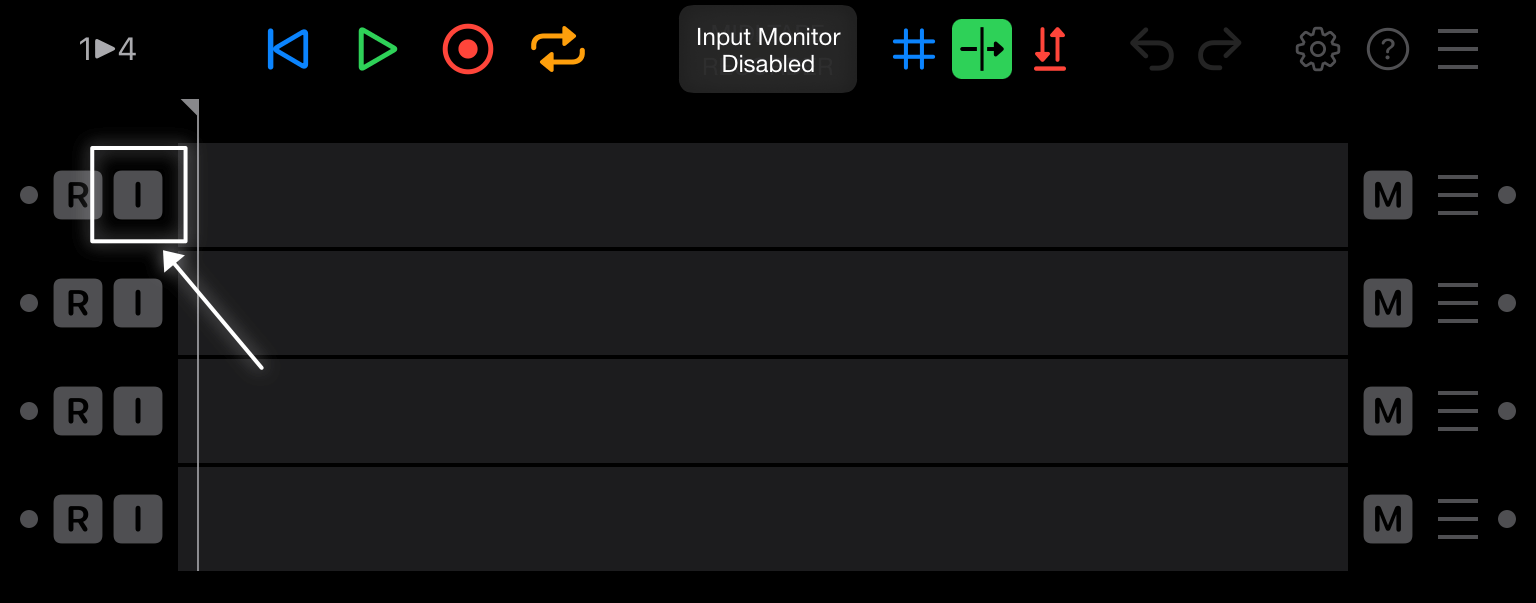 1▶4
Input Monitor
Disabled
?
R I M
R I M
R I M
R I M